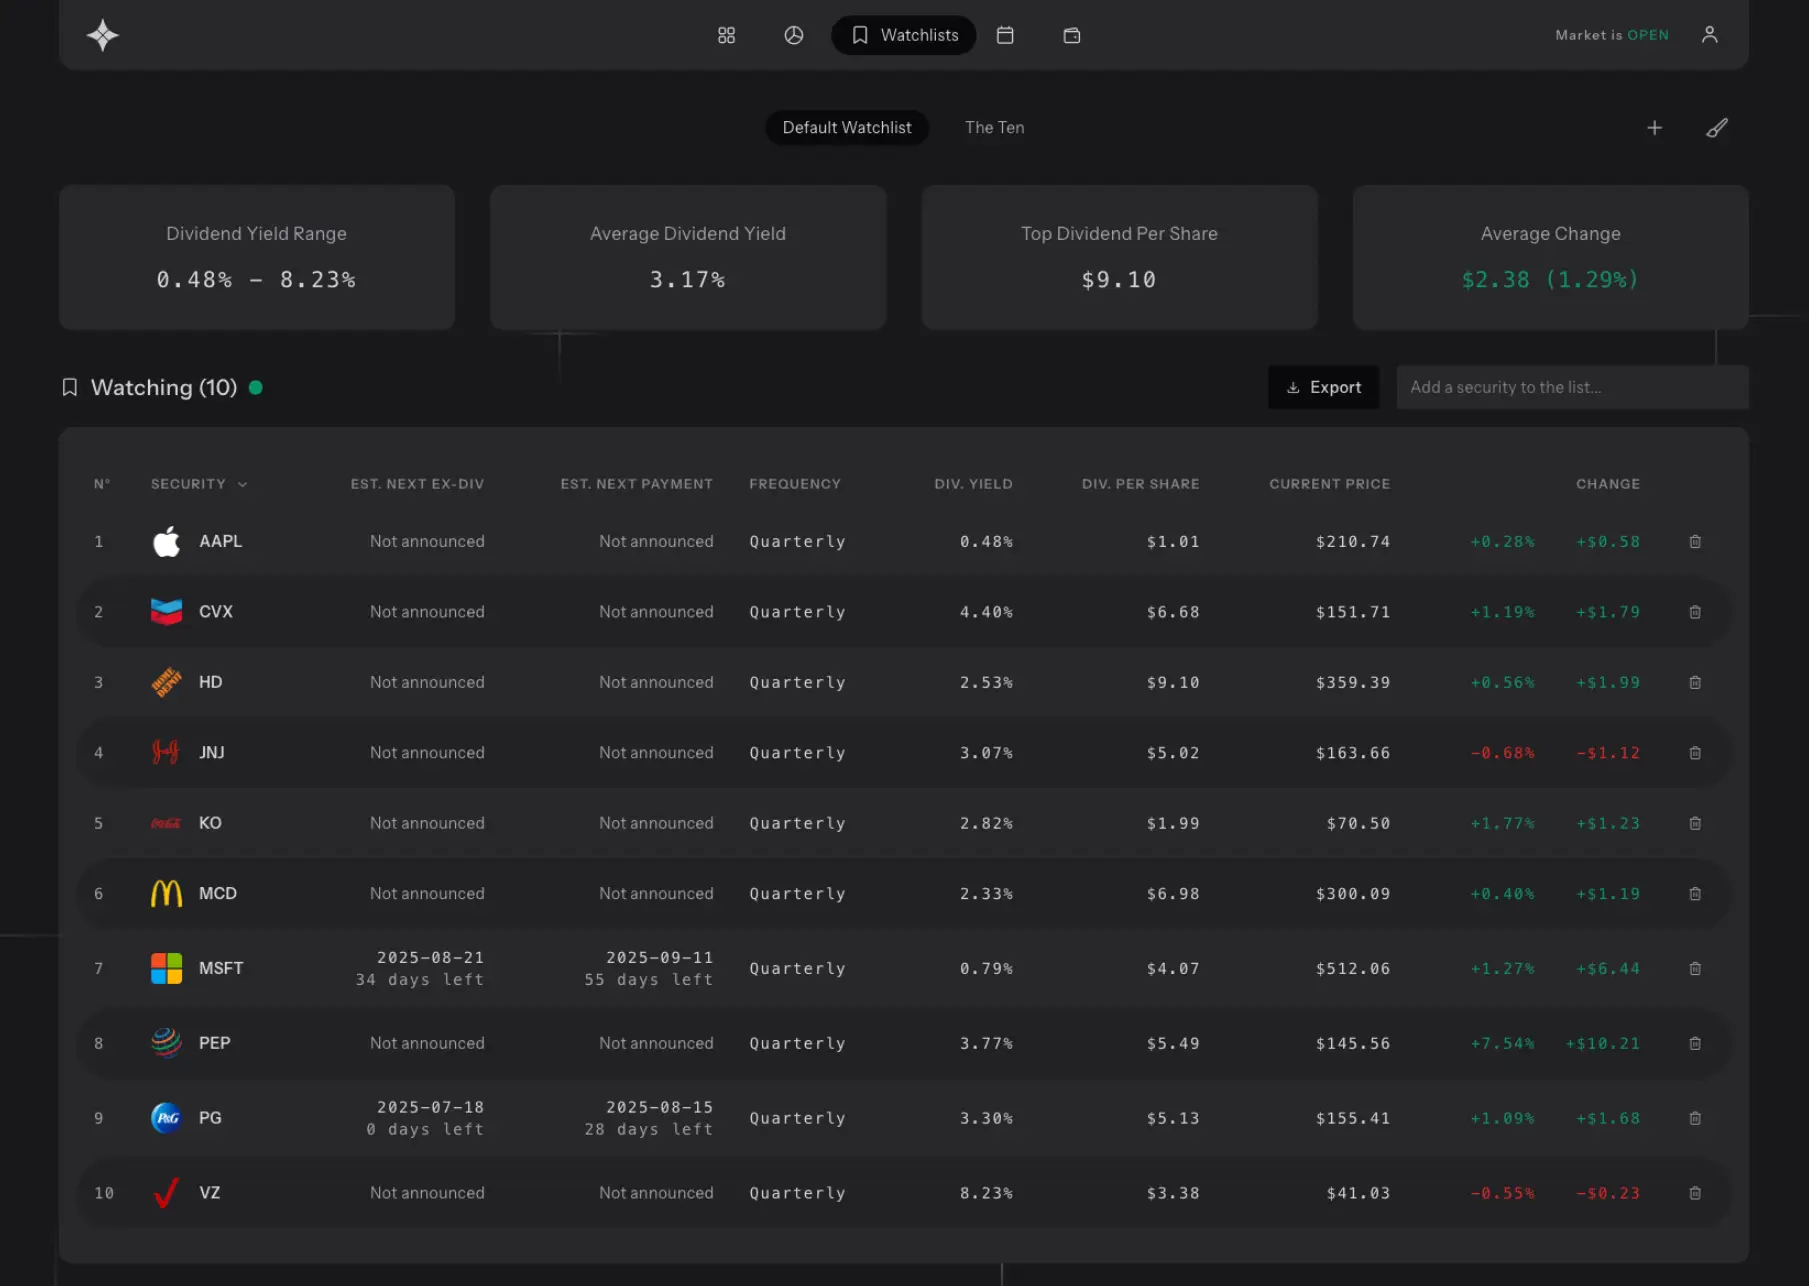 Watchlists
Market is OPEN
Default Watchlist The Ten
Dividend Yield Range
0.48% – 8.23%
Average Dividend Yield
3.17%
Top Dividend Per Share
$9.10
Average Change
$2.38 (1.29%)
Watching (10)
Export
Add a security to the list...
N° SECURITY EST. NEXT EX-DIV EST. NEXT PAYMENT FREQUENCY DIV. YIELD DIV. PER SHARE CURRENT PRICE CHANGE
1 AAPL Not announced Not announced Quarterly 0.48% $1.01 $210.74 +0.28% +$0.58
2 CVX Not announced Not announced Quarterly 4.40% $6.68 $151.71 +1.19% +$1.79
3 THE HOME DEPOT HD Not announced Not announced Quarterly 2.53% $9.10 $359.39 +0.56% +$1.99
4 JNJ Not announced Not announced Quarterly 3.07% $5.02 $163.66 -0.68% -$1.12
5 Coca-Cola KO Not announced Not announced Quarterly 2.82% $1.99 $70.50 +1.77% +$1.23
6 MCD Not announced Not announced Quarterly 2.33% $6.98 $300.09 +0.40% +$1.19
7 MSFT 2025-08-21 2025-09-11 Quarterly 0.79% $4.07 $512.06 +1.27% +$6.44
34 days left 55 days left
8 PEP Not announced Not announced Quarterly 3.77% $5.49 $145.56 +7.54% +$10.21
9 P&G PG 2025-07-18 2025-08-15 Quarterly 3.30% $5.13 $155.41 +1.09% +$1.68
0 days left 28 days left
10 VZ Not announced Not announced Quarterly 8.23% $3.38 $41.03 -0.55% -$0.23